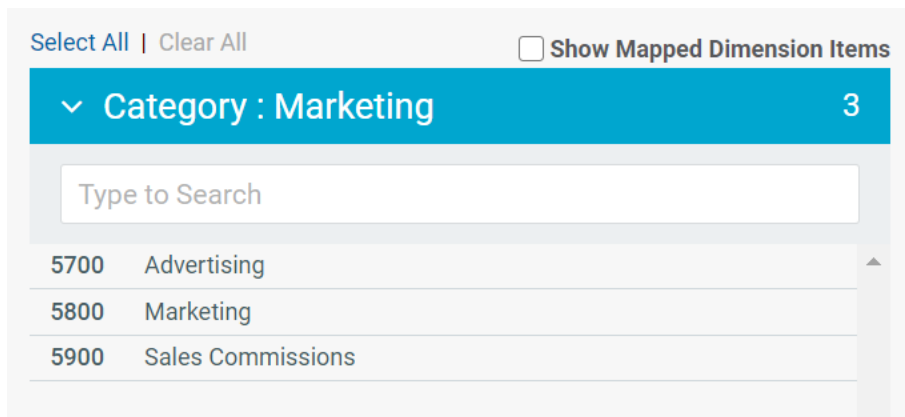 Select All | Clear All
Show Mapped Dimension Items
Category : Marketing 3
Type to Search
5700 Advertising
5800 Marketing
5900 Sales Commissions